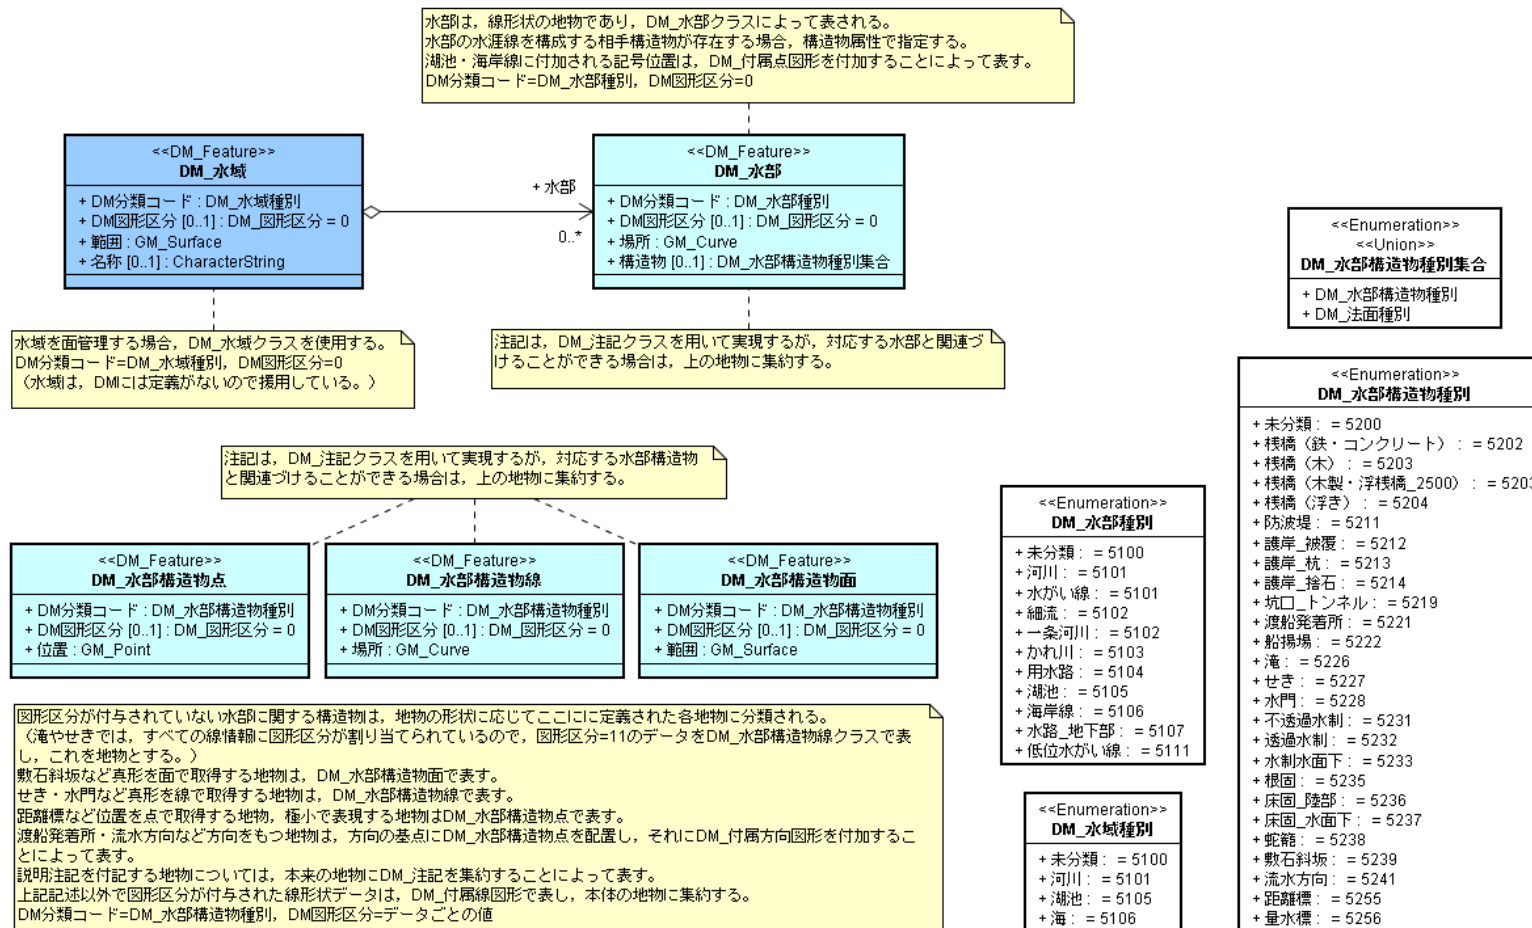 水部は，線形状の地物であり，DM_水部クラスによって表される。
水部の水涯線を構成する相手構造物が存在する場合，構造物属性で指定する。
湖池・海岸線に付加される記号位置は，DM_付属点図形を付加することによって表す。
DM分類コード=DM_水部種別，DM図形区分=0
<<DM_Feature>>
DM_水域
+ DM分類コード : DM_水域種別
+ DM図形区分 [0..1] : DM_図形区分 = 0
+ 範囲 : GM_Surface
+ 名称 [0..1] : CharacterString
+ 水部
0..*
<<DM_Feature>>
DM_水部
+ DM分類コード : DM_水部種別
+ DM図形区分 [0..1] : DM_図形区分 = 0
+ 場所 : GM_Curve
+ 構造物 [0..1] : DM_水部構造物種別集合
<<Enumeration>>
<<Union>>
DM_水部構造物種別集合
+ DM_水部構造物種別
+ DM_法面種別
水域を面管理する場合，DM_水域クラスを使用する。
DM分類コード=DM_水域種別，DM図形区分=0
（水域は，DMには定義がないので援用している。）
注記は，DM_注記クラスを用いて実現するが，対応する水部と関連づ
けることができる場合は，上の地物に集約する。
注記は，DM_注記クラスを用いて実現するが，対応する水部構造物
と関連づけることができる場合は，上の地物に集約する。
<<DM_Feature>>
DM_水部構造物点
+ DM分類コード : DM_水部構造物種別
+ DM図形区分 [0..1] : DM_図形区分 = 0
+ 位置 : GM_Point
<<DM_Feature>>
DM_水部構造物線
+ DM分類コード : DM_水部構造物種別
+ DM図形区分 [0..1] : DM_図形区分 = 0
+ 場所 : GM_Curve
<<DM_Feature>>
DM_水部構造物面
+ DM分類コード : DM_水部構造物種別
+ DM図形区分 [0..1] : DM_図形区分 = 0
+ 範囲 : GM_Surface
図形区分が付与されていない水部に関する構造物は，地物の形状に応じてここにに定義された各地物に分類される。
（滝やせきでは，すべての線情報に図形区分が割り当てられているので，図形区分=11のデータをDM_水部構造物線クラスで表
し，これを地物とする。）
敷石斜坂など真形を面で取得する地物は，DM_水部構造物面で表す。
せき・水門など真形を線で取得する地物は，DM_水部構造物線で表す。
距離標など位置を点で取得する地物，極小で表現する地物はDM_水部構造物点で表す。
渡船発着所・流水方向など方向をもつ地物は，方向の基点にDM_水部構造物点を配置し，それにDM_付属方向図形を付加するこ
とによって表す。
説明注記を付記する地物については，本来の地物にDM_注記を集約することによって表す。
上記記述以外で図形区分が付与された線形状データは，DM_付属線図形で表し，本体の地物に集約する。
DM分類コード=DM_水部構造物種別，DM図形区分=データごとの値
<<Enumeration>>
DM_水部種別
+ 未分類 : = 5100
+ 河川 : = 5101
+ 水がい線 : = 5101
+ 細流 : = 5102
+ 一条河川 : = 5102
+ かれ川 : = 5103
+ 用水路 : = 5104
+ 湖池 : = 5105
+ 海岸線 : = 5106
+ 水路_地下部 : = 5107
+ 低位水がい線 : = 5111
<<Enumeration>>
DM_水域種別
+ 未分類 : = 5100
+ 河川 : = 5101
+ 湖池 : = 5105
+ 海 : = 5106
<<Enumeration>>
DM_水部構造物種別
+ 未分類 : = 5200
+ 桟橋（鉄・コンクリート） : = 5202
+ 桟橋（木） : = 5203
+ 桟橋（木製・浮桟橋_2500） : = 5203
+ 桟橋（浮き） : = 5204
+ 防波堤 : = 5211
+ 護岸_被覆 : = 5212
+ 護岸_杭 : = 5213
+ 護岸_捨石 : = 5214
+ 坑口_トンネル : = 5219
+ 渡船発着所 : = 5221
+ 船揚場 : = 5222
+ 滝 : = 5226
+ せき : = 5227
+ 水門 : = 5228
+ 不透過水制 : = 5231
+ 透過水制 : = 5232
+ 水制水面下 : = 5233
+ 根固 : = 5235
+ 床固_陸部 : = 5236
+ 床固_水面下 : = 5237
+ 蛇籠 : = 5238
+ 敷石斜坂 : = 5239
+ 流水方向 : = 5241
+ 距離標 : = 5255
+ 量水標 : = 5256